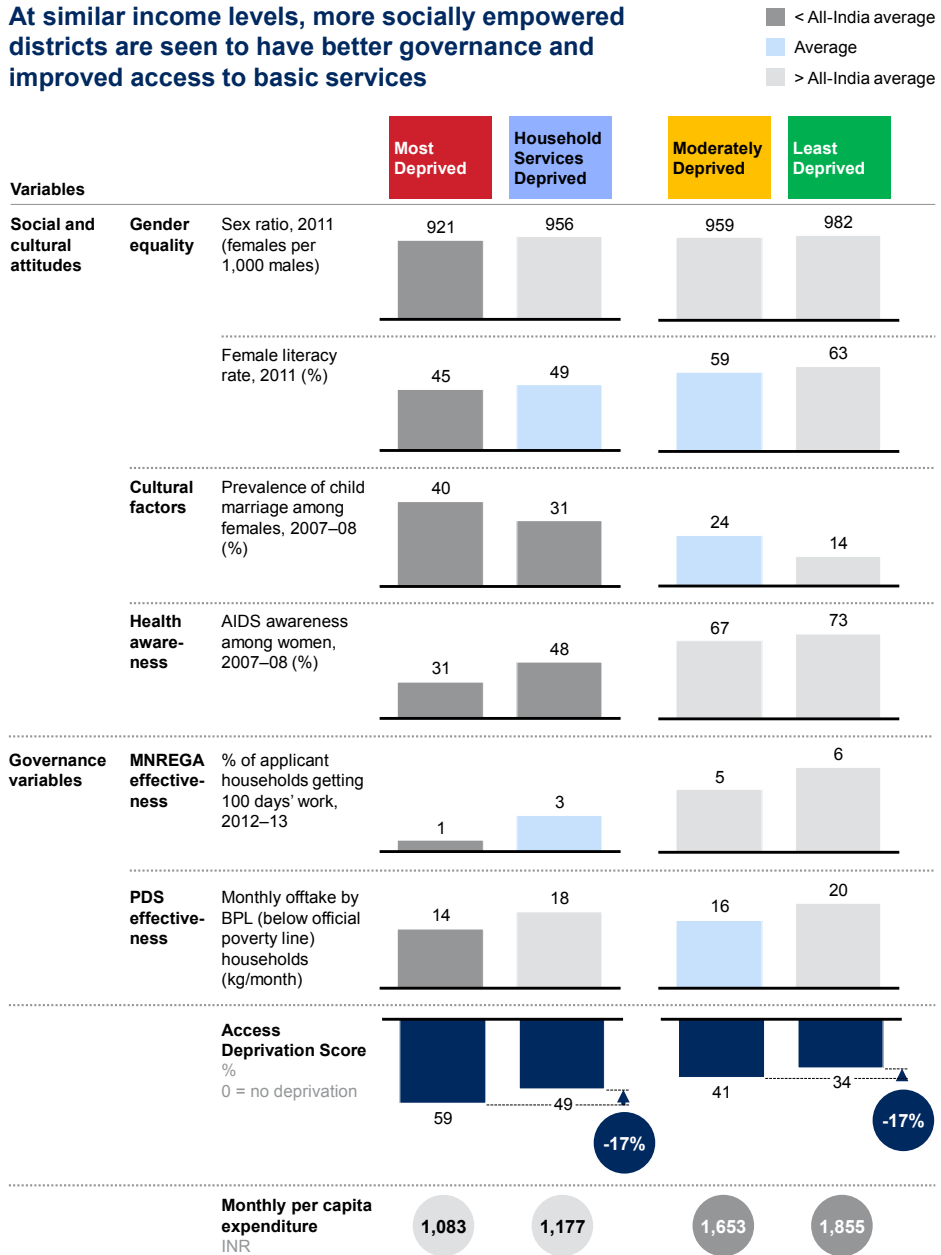 At similar income levels, more socially empowered
districts are seen to have better governance and
improved access to basic services
< All-India average
Average
> All-India average
Variables
Most
Deprived
Household
Services
Deprived
Moderately
Deprived
Least
Deprived
Social and
cultural
attitudes
Gender
equality
Sex ratio, 2011
(females per
1,000 males)
921
956
959
982
Female literacy
rate, 2011 (%)
45
49
59
63
Cultural
factors
Prevalence of child
marriage among
females, 2007–08
(%)
40
31
24
14
Health
aware-
ness
AIDS awareness
among women,
2007–08 (%)
31
48
67
73
Governance
variables
MNREGA
effective-
ness
% of applicant
households getting
100 days' work,
2012–13
1
3
5
6
PDS
effective-
ness
Monthly offtake by
BPL (below official
poverty line)
households
(kg/month)
14
18
16
20
Access
Deprivation Score
%
0 = no deprivation
59
49
-17%
41
34
-17%
Monthly per capita
expenditure
INR
1,083
1,177
1,653
1,855